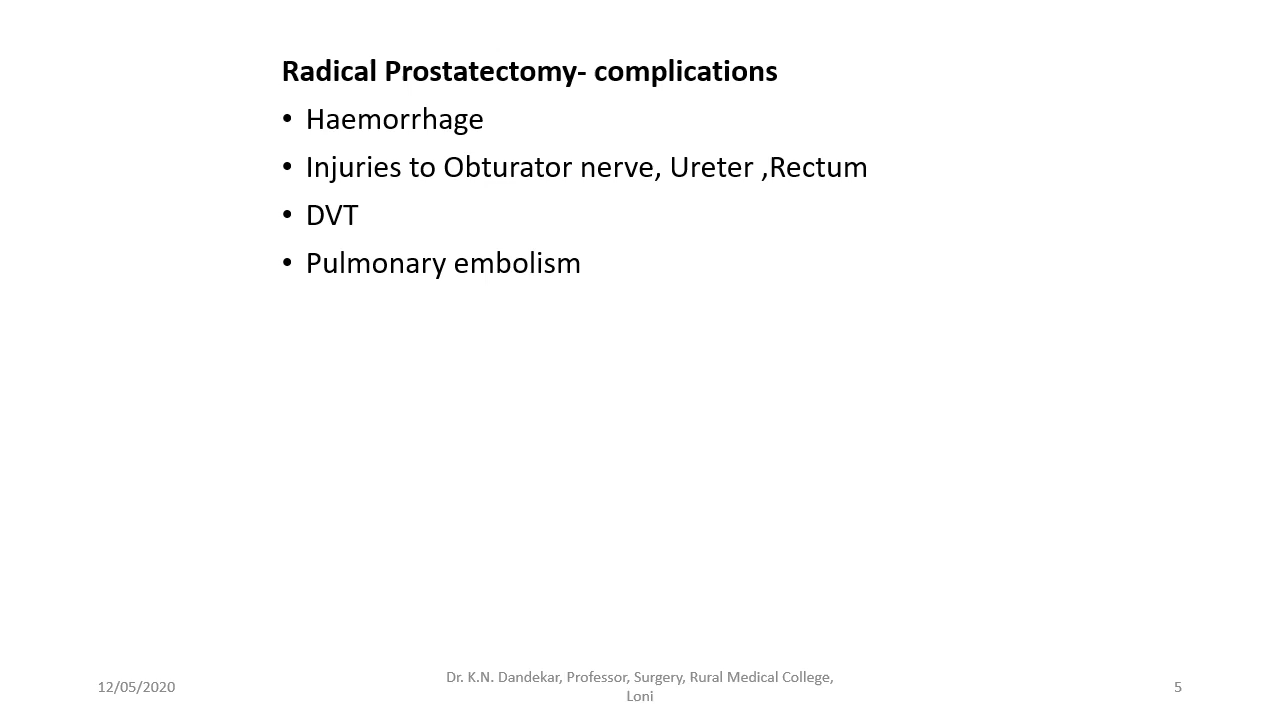 Radical Prostatectomy- complications
• Haemorrhage
• Injuries to Obturator nerve, Ureter ,Rectum
• DVT
• Pulmonary embolism
12/05/2020
Dr. K.N. Dandekar, Professor, Surgery, Rural Medical College,
Loni
5